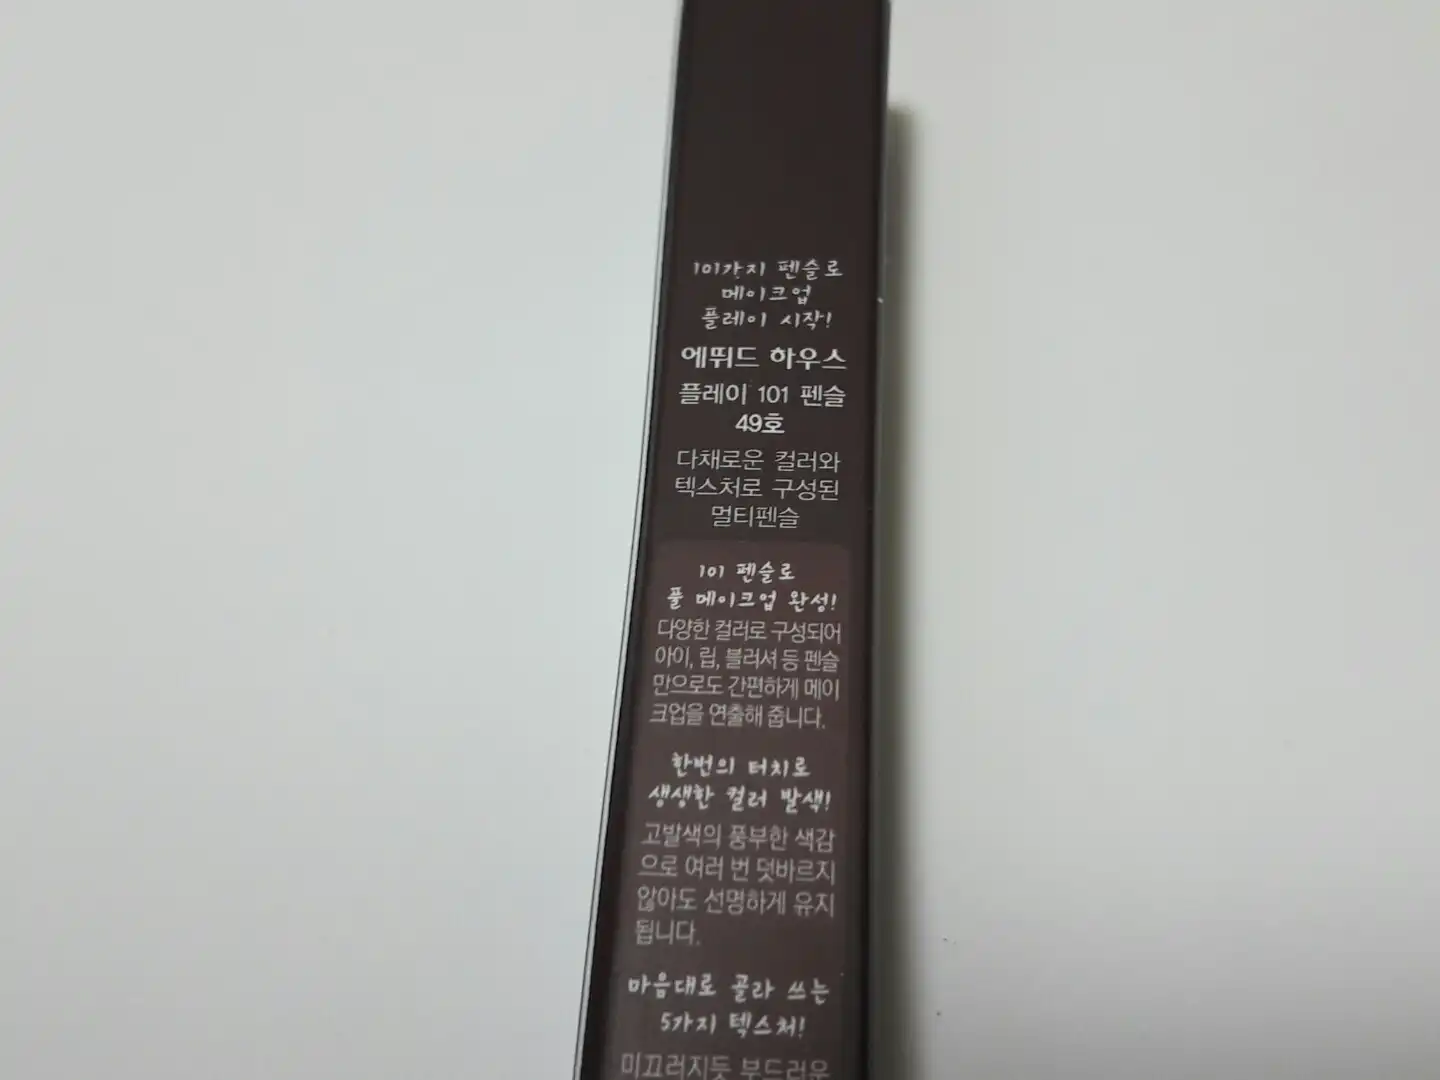 101가지 펜슬로
메이크업
플레이 시작!
에뛰드 하우스
플레이 101 펜슬
49호
다채로운 컬러와
텍스처로 구성된
멀티펜슬
101 펜슬로
풀 메이크업 완성!
다양한 컬러로 구성되어
아이, 립, 블러셔 등 펜슬
만으로도 간편하게 메이
크업을 연출해 줍니다.
한번의 터치로
생생한 컬러 발색!
고발색의 풍부한 색감
으로 여러 번 덧바르지
않아도 선명하게 유지
됩니다.
마음대로 골라 쓰는
5가지 텍스처!
미끄러지듯 부드러운